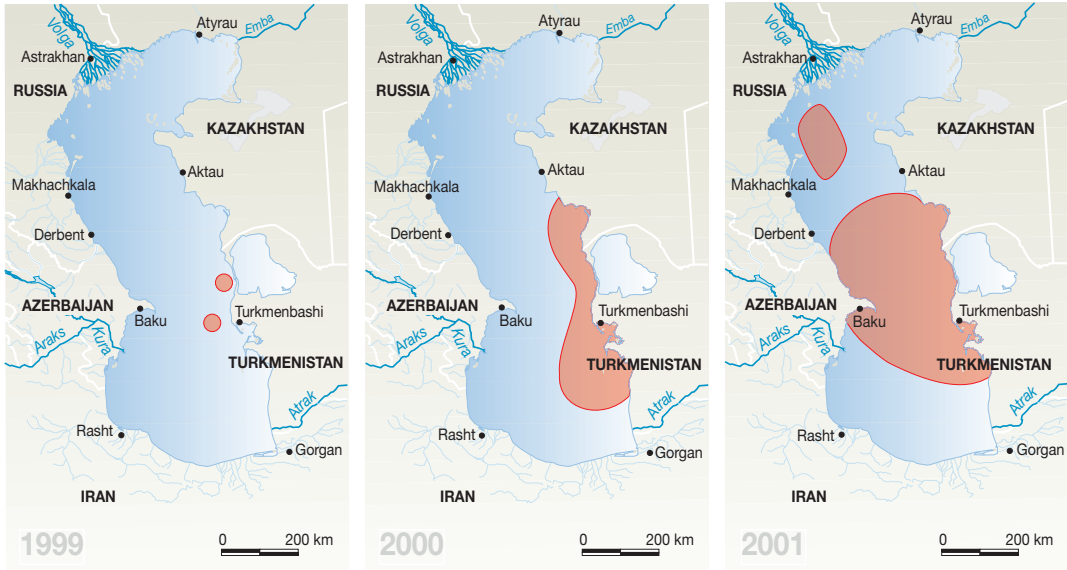 Atyrau
Volga
Emba
Astrakhan
RUSSIA
KAZAKHSTAN
Aktau
Makhachkala
Derbent
AZERBAIJAN
Baku
Turkmenbashi
Araks
Kura
TURKMENISTAN
Atrak
Rasht
Gorgan
IRAN
1999
0 200 km
Atyrau
Volga
Emba
Astrakhan
RUSSIA
KAZAKHSTAN
Aktau
Makhachkala
Derbent
AZERBAIJAN
Baku
Turkmenbashi
Araks
Kura
TURKMENISTAN
Atrak
Rasht
Gorgan
IRAN
2000
0 200 km
Atyrau
Volga
Emba
Astrakhan
RUSSIA
KAZAKHSTAN
Aktau
Makhachkala
Derbent
AZERBAIJAN
Baku
Turkmenbashi
Araks
Kura
TURKMENISTAN
Atrak
Rasht
Gorgan
IRAN
2001
0 200 km